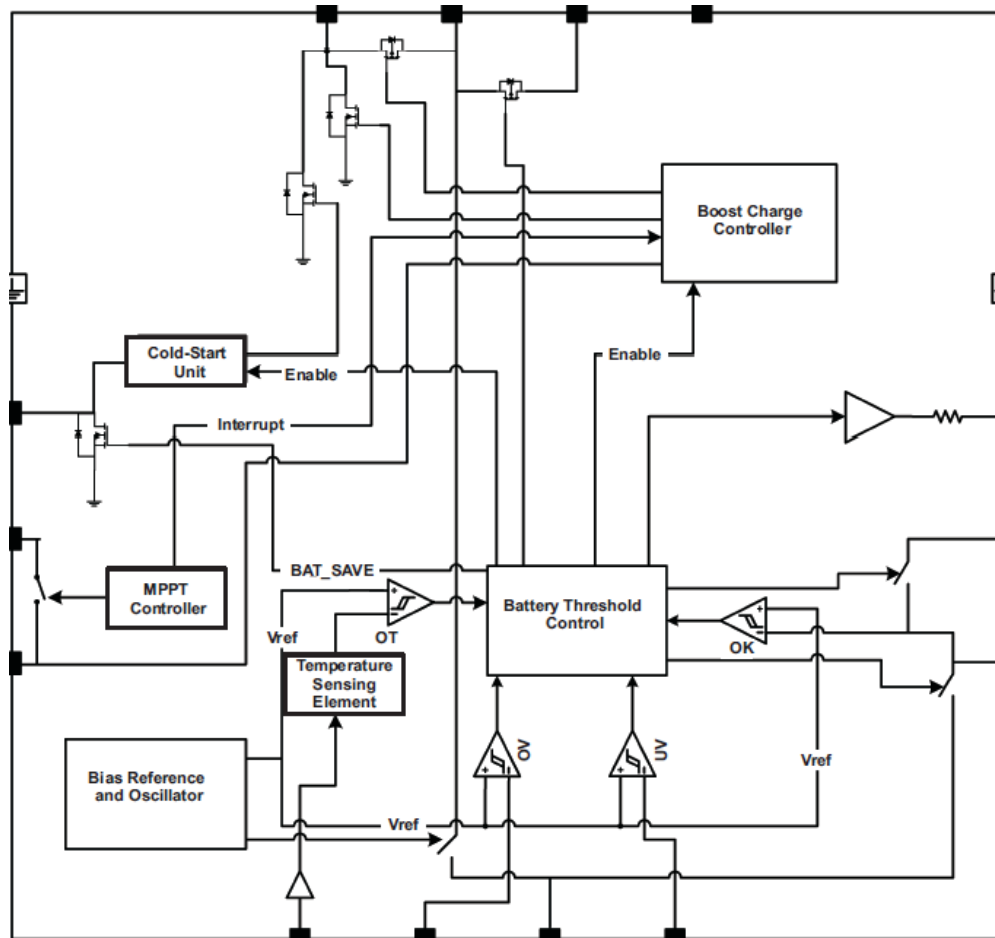 Boost Charge
Controller
Cold-Start
Unit
Enable
Enable
Interrupt
BAT_SAVE
MPPT
Controller
Battery Threshold
Control
OT
OK
Vref
Temperature
Sensing
Element
OV
UV
Vref
Bias Reference
and Oscillator
Vref